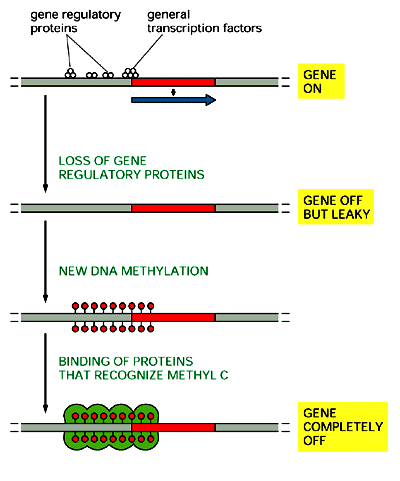 gene regulatory
proteins
general
transcription factors
GENE
ON
LOSS OF GENE
REGULATORY PROTEINS
GENE OFF
BUT LEAKY
NEW DNA METHYLATION
BINDING OF PROTEINS
THAT RECOGNIZE METHYL C
GENE
COMPLETELY
OFF